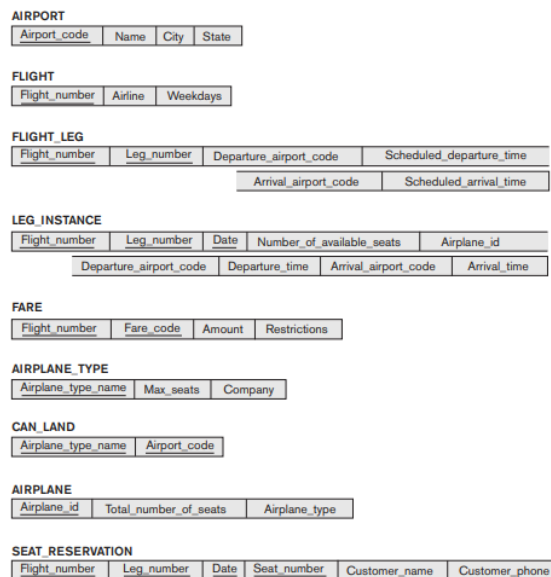 AIRPORT
Airport_code Name City State
FLIGHT
Flight_number Airline Weekdays
FLIGHT_LEG
Flight_number Leg_number Departure_airport_code Scheduled_departure_time
Arrival_airport_code Scheduled_arrival_time
LEG_INSTANCE
Flight_number Leg_number Date Number_of_available_seats Airplane_id
Departure_airport_code Departure_time Arrival_airport_code Arrival_time
FARE
Flight_number Fare_code Amount Restrictions
AIRPLANE_TYPE
Airplane_type_name Max_seats Company
CAN_LAND
Airplane_type_name Airport_code
AIRPLANE
Airplane_id Total_number_of_seats Airplane_type
SEAT_RESERVATION
Flight_number Leg_number Date Seat_number Customer_name Customer_phone